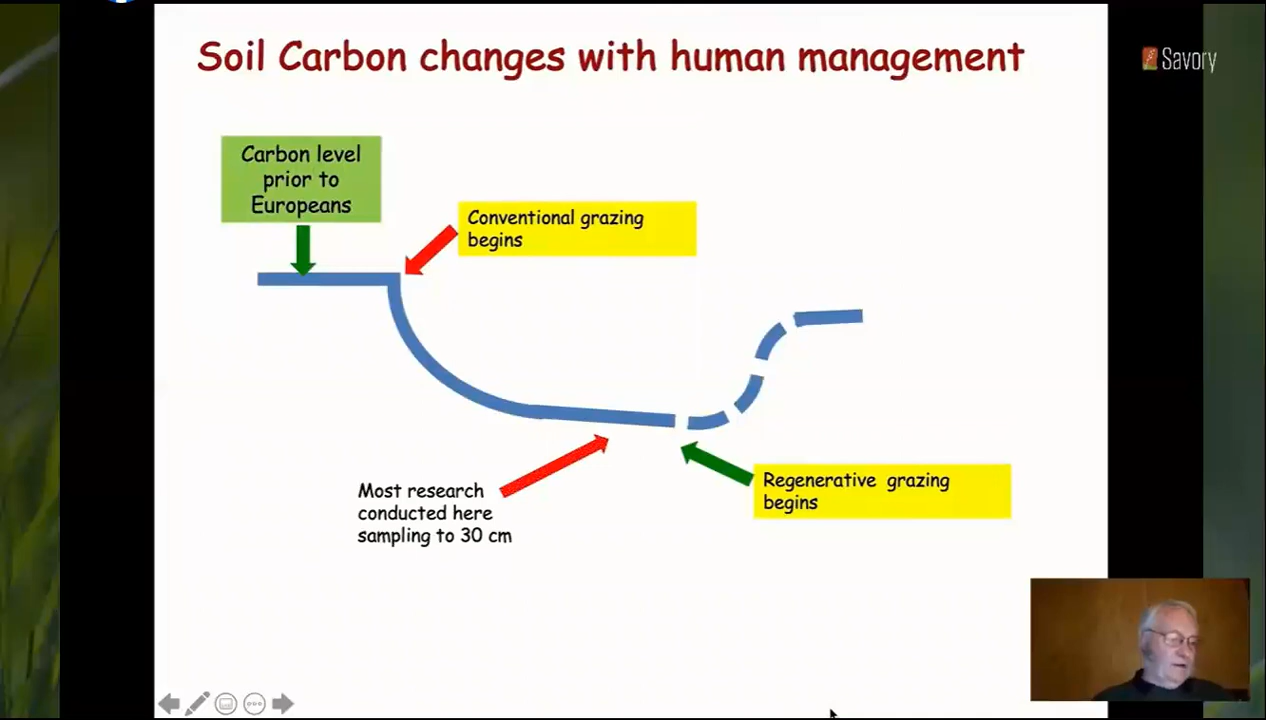 Soil Carbon changes with human management
Savory
Carbon level
prior to
Europeans
Conventional grazing
begins
Most research
conducted here
sampling to 30 cm
Regenerative grazing
begins